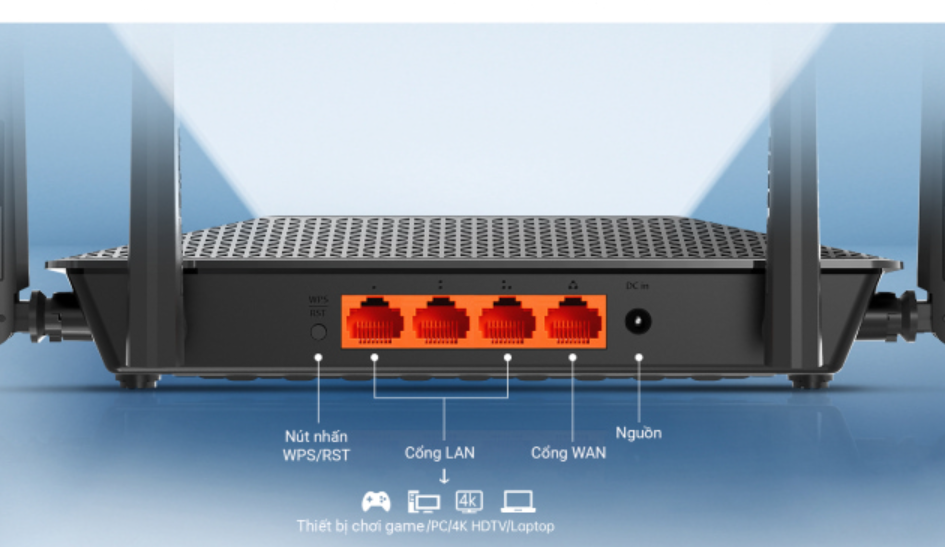 WPS
RST
DC in
Nút nhấn
WPS/RST
Cổng LAN
Cổng WAN
Nguồn
4k
Thiết bị chơi game/PC/4K HDTV/Laptop